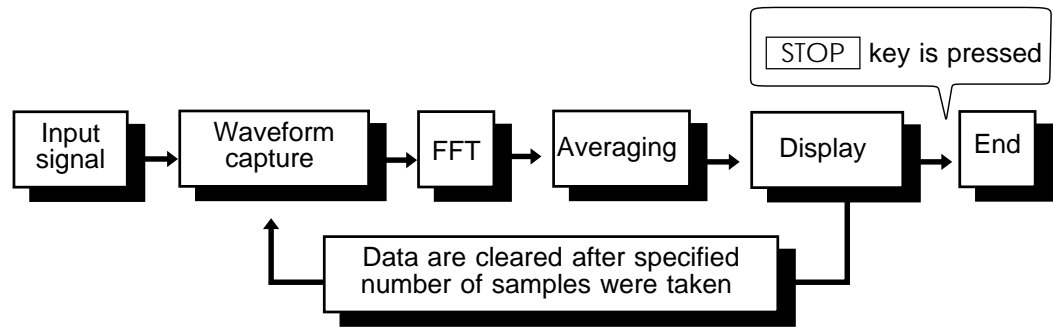 STOP key is pressed
Input
signal
Waveform
capture
FFT
Averaging
Display
End
Data are cleared after specified
number of samples were taken